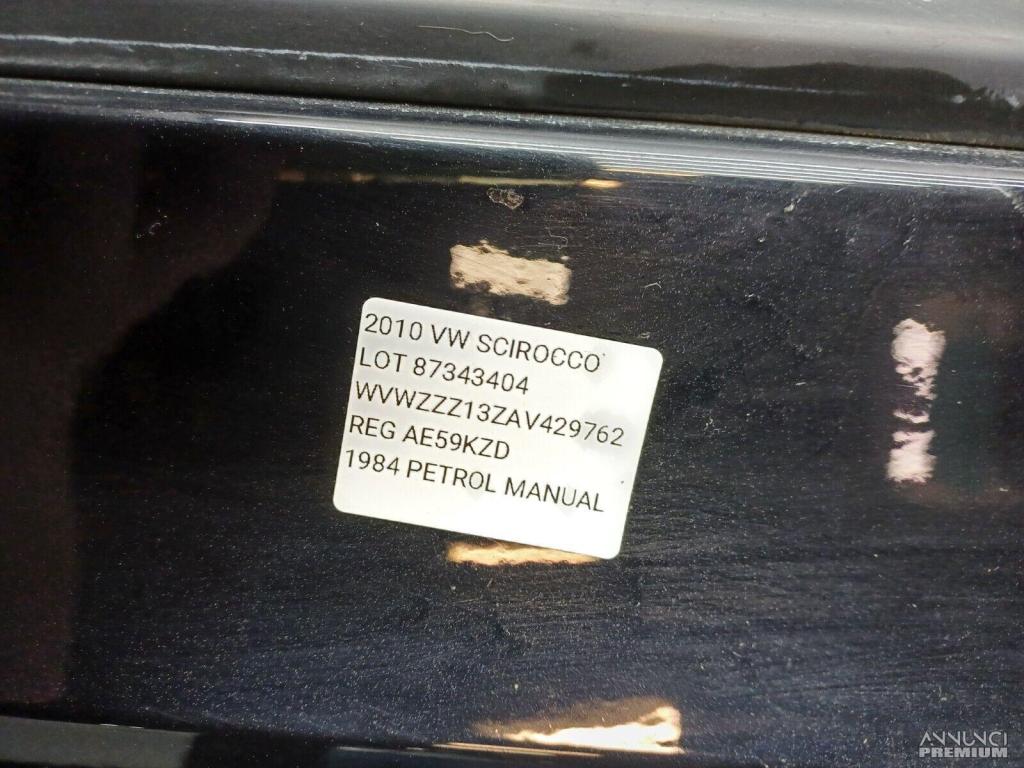 2010 VW SCIROCCO
LOT 87343404
WVWZZZ13ZAV429762
REG AE59KZD
1984 PETROL MANUAL
ANNUNCI
PREMIUM